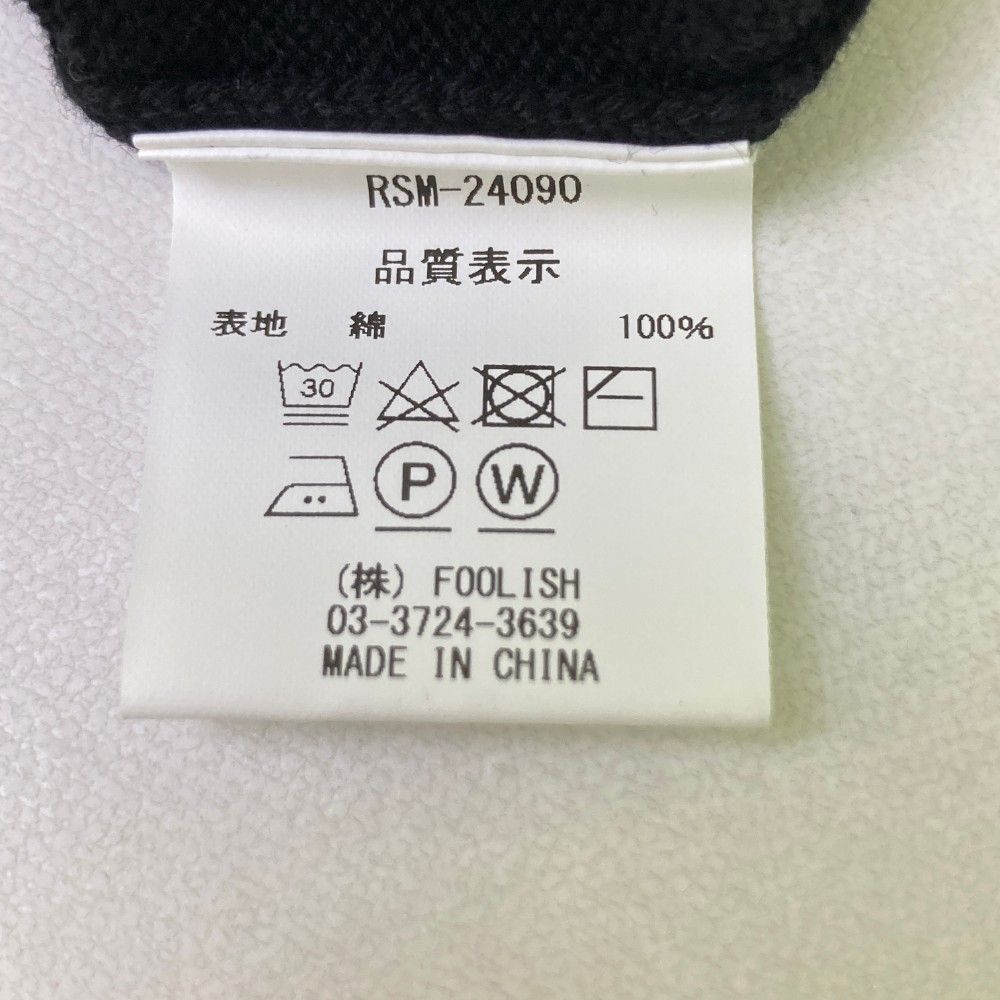 RSM-24090
品質表示
表地 綿 100%
30
P W
(株) FOOLISH
03-3724-3639
MADE IN CHINA